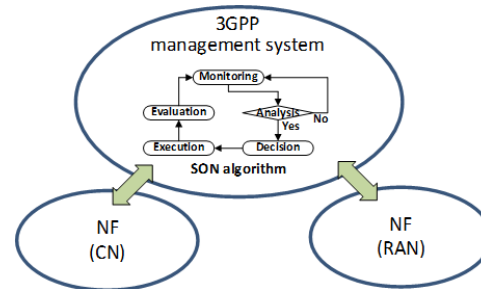 3GPP
management system
Monitoring
Evaluation
Analysis
No
Yes
Execution
Decision
SON algorithm
NF
(CN)
NF
(RAN)